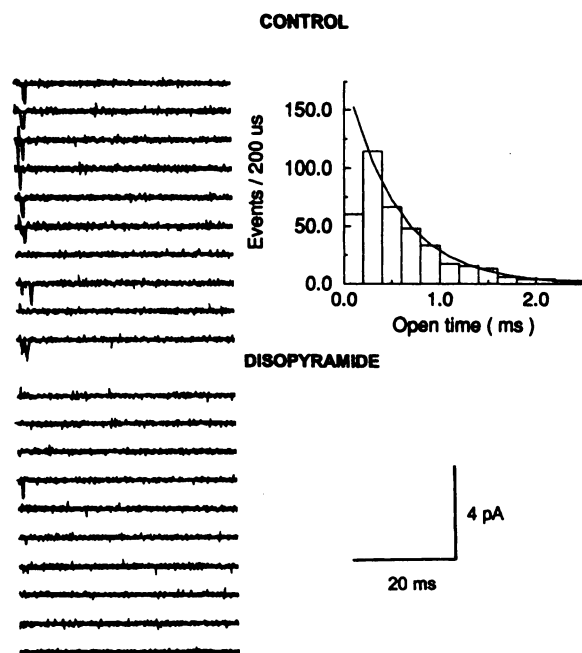 CONTROL
150.0
100.0
50.0
0.0
Events / 200 us
0.0 1.0 2.0
Open time ( ms )
DISOPYRAMIDE
4 pA
20 ms